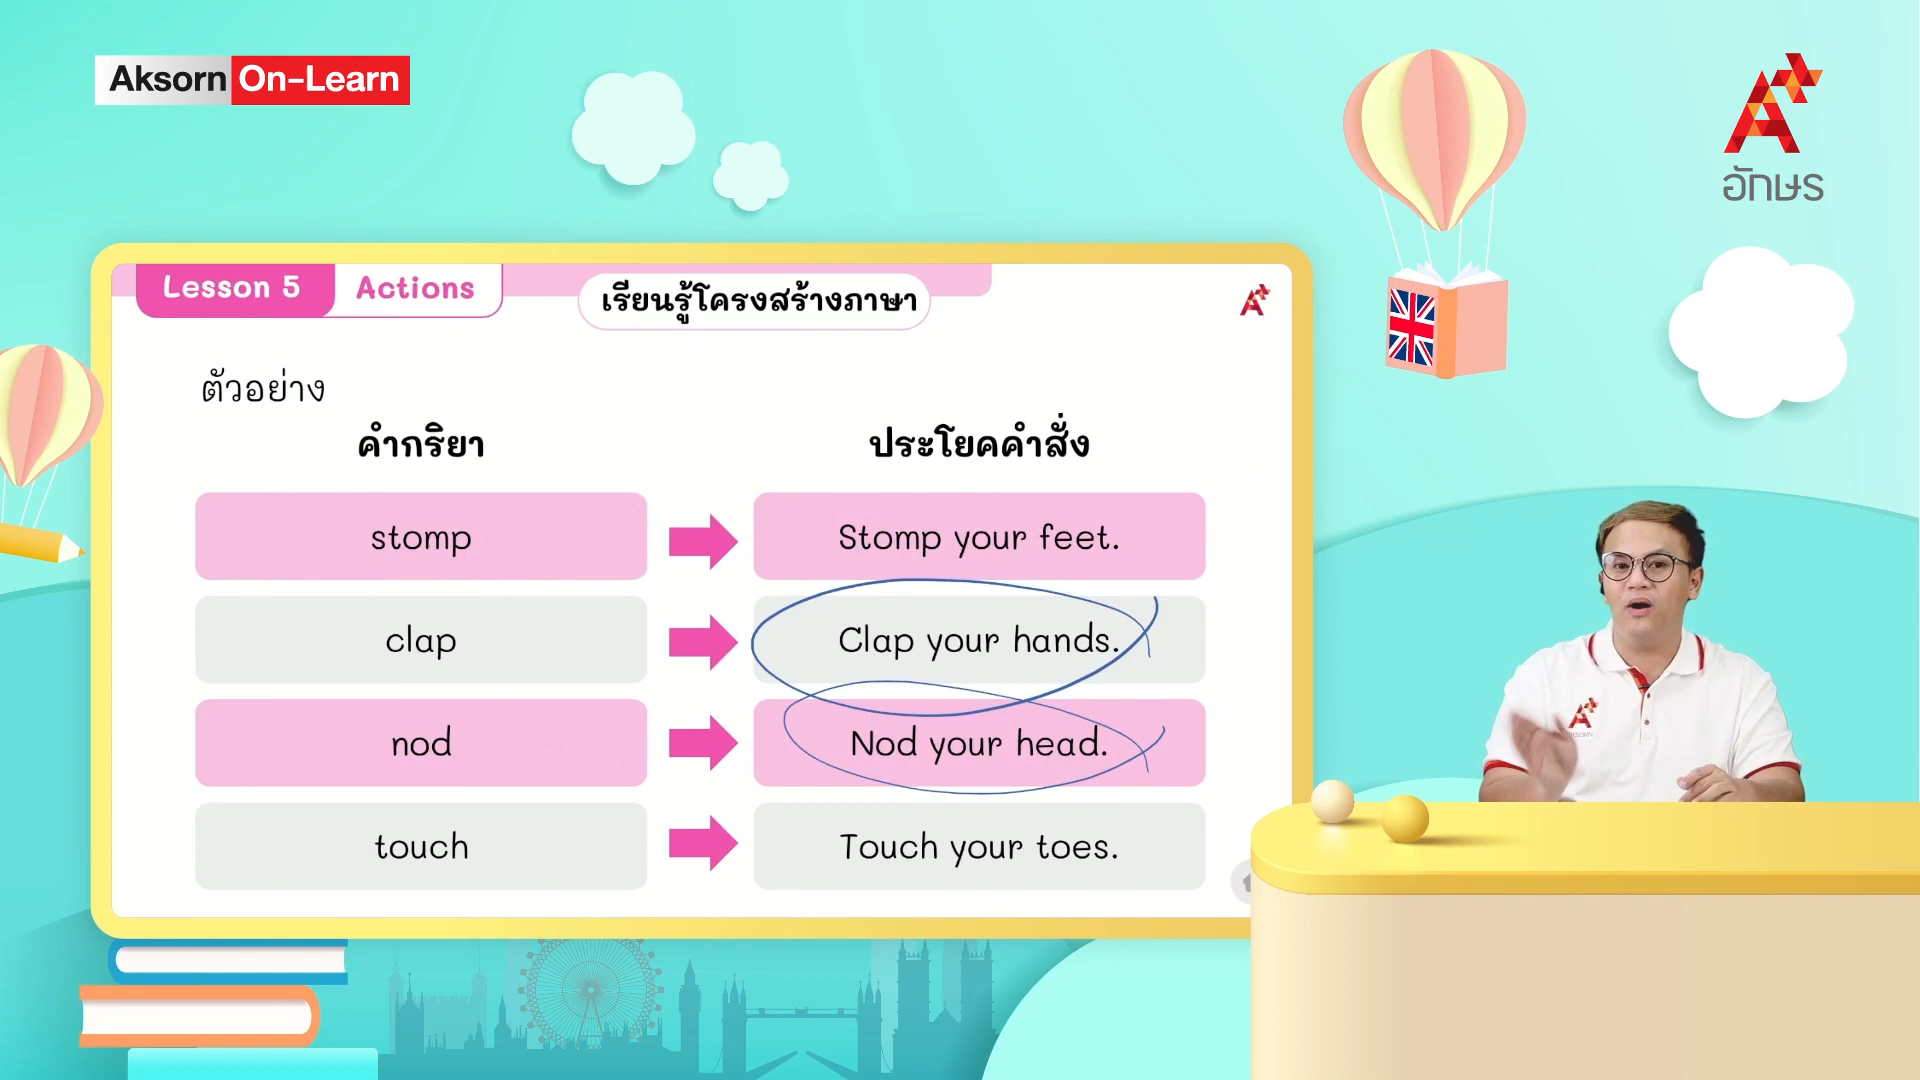 Aksorn On-Learn
อักษร
Lesson 5 Actions
เรียนรู้โครงสร้างภาษา
ตัวอย่าง
คำกริยา ประโยคคำสั่ง
stomp Stomp your feet.
clap Clap your hands.
nod Nod your head.
touch Touch your toes.